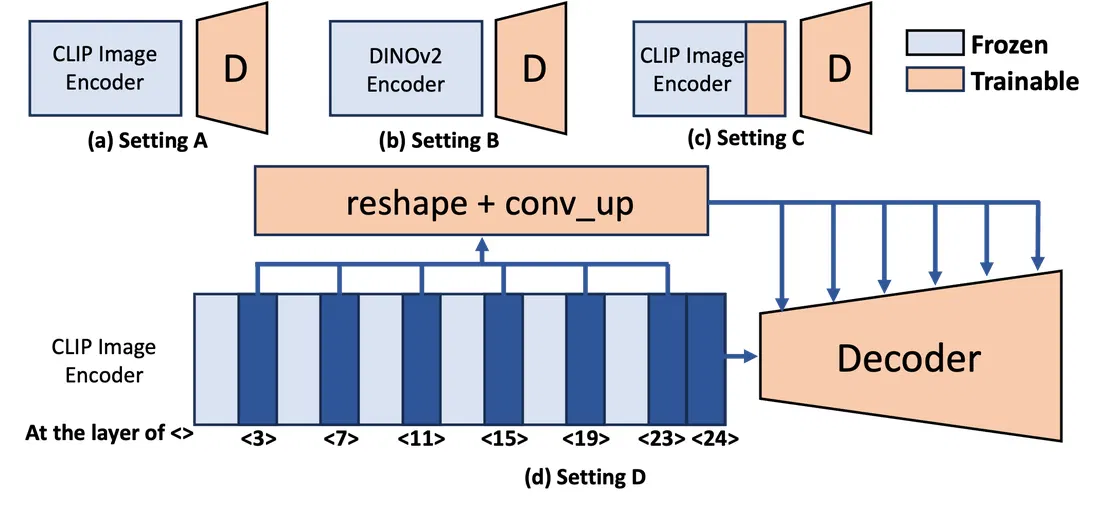 CLIP Image
Encoder
D
(a) Setting A
DINOv2
Encoder
D
(b) Setting B
CLIP Image
Encoder
D
(c) Setting C
Frozen
Trainable
reshape + conv_up
CLIP Image
Encoder
Decoder
At the layer of <>
<3>
<7>
<11>
<15>
<19>
<23>
<24>
(d) Setting D